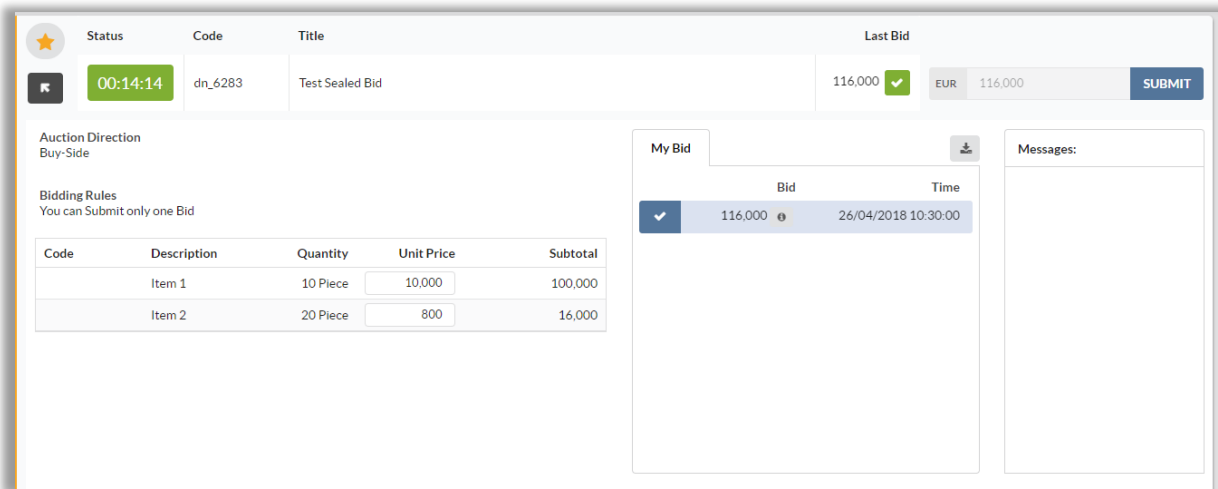 Status Code Title Last Bid
00:14:14 dn_6283 Test Sealed Bid 116,000 EUR 116,000 SUBMIT
Auction Direction
Buy-Side
Bidding Rules
You can Submit only one Bid
Code Description Quantity Unit Price Subtotal
Item 1 10 Piece 10,000 100,000
Item 2 20 Piece 800 16,000
My Bid
Bid Time
116,000 26/04/2018 10:30:00
Messages: